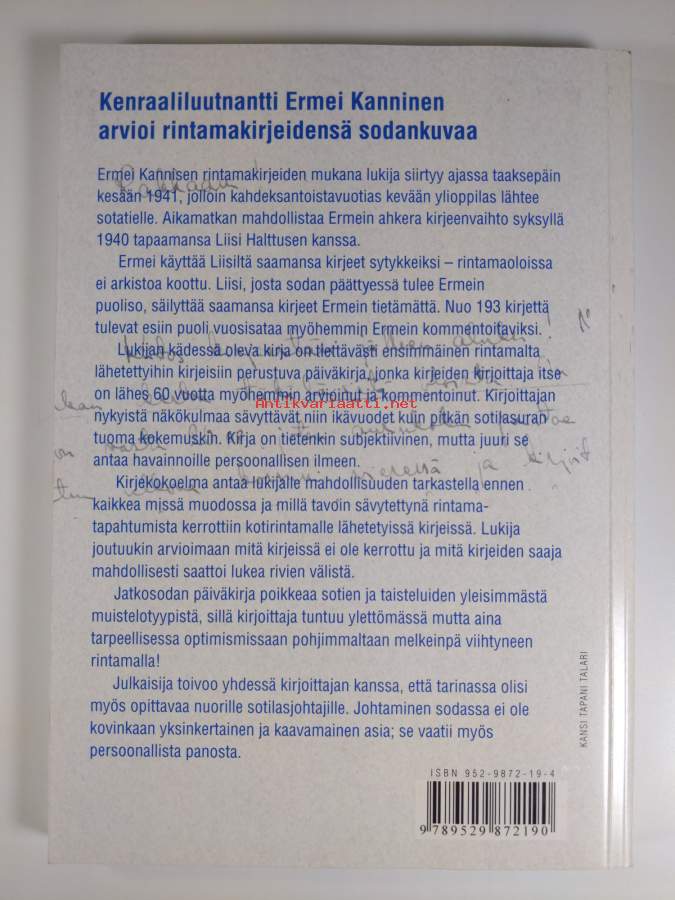 Kenraaliluutnantti Ermei Kanninen
arvioi rintamakirjeidensä sodankuvaa
Ermei Kannisen rintamakirjeiden mukana lukija siirtyy ajassa taaksepäin
kesään 1941, jolloin kahdeksantoistavuotias kevään ylioppilas lähtee
sotatielle. Aikamatkan mahdollistaa Ermein ahkera kirjeenvaihto syksyllä
1940 tapaamansa Liisi Halttusen kanssa.
Ermei käyttää Liisiltä saamansa kirjeet sytykkeiksi – rintamaoloissa
ei arkistoa koottu. Liisi, josta sodan päättyessä tulee Ermein
puoliso, säilyttää saamansa kirjeet Ermein tietämättä. Nuo 193 kirjettä
tulevat esiin puoli vuosisataa myöhemmin Ermein kommentoitaviksi.
Lukijan kädessä oleva kirja on tiettävästi ensimmäinen rintamalta
lähetettyihin kirjeisiin perustuva päiväkirja, jonka kirjeiden kirjoittaja itse
on lähes 60 vuotta myöhemmin arvioinut ja kommentoinut. Kirjoittajan
nykyistä näkökulmaa sävyttävät niin ikävuodet kuin pitkän sotilasuran
tuoma kokemuskin. Kirja on tietenkin subjektiivinen, mutta juuri se
antaa havainnoille persoonallisen ilmeen.
Kirjekokoelma antaa lukijalle mahdollisuuden tarkastella ennen
kaikkea missä muodossa ja millä tavoin sävytettynä rintama-
tapahtumista kerrottiin kotirintamalle lähetetyissä kirjeissä. Lukija
joutuukin arvioimaan mitä kirjeissä ei ole kerrottu ja mitä kirjeiden saaja
mahdollisesti saattoi lukea rivien välistä.
Jatkosodan päiväkirja poikkeaa sotien ja taisteluiden yleisimmästä
muistelotyypistä, sillä kirjoittaja tuntuu ylettömässä mutta aina
tarpeellisessa optimismissaan pohjimmaltaan melkeinpä viihtyneen
rintamalla!
Julkaisija toivoo yhdessä kirjoittajan kanssa, että tarinassa olisi
myös opittavaa nuorille sotilasjohtajille. Johtaminen sodassa ei ole
kovinkaan yksinkertainen ja kaavamainen asia; se vaatii myös
persoonallista panosta.
KANSI TAPANI TALARI
ISBN 952-9872-19-4
9 789529 872190
Antikvariaatti.net